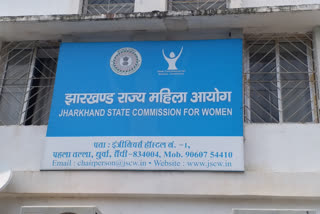 झारखण्ड राज्य महिला आयोग
JHARKHAND STATE COMMISSION FOR WOMEN
पता : इंजीनियर्स हॉस्टल नं. -1,
पहला तल्ला, धुर्वा, राँची-834004, Mob. 90607 54410
Email : chairperson@jscw.in • Website : www.jscw.in